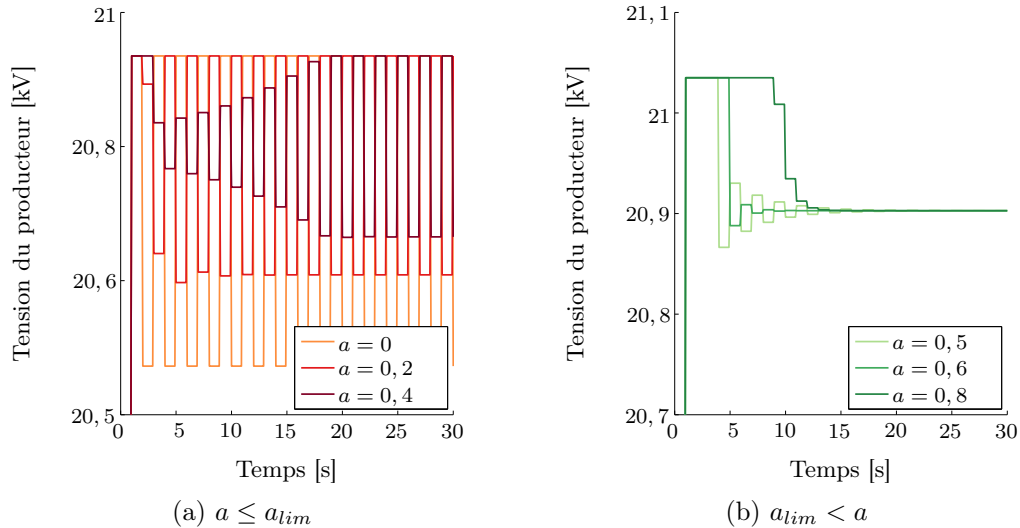 Tension du producteur [kV]
21
20, 8
20, 6
20, 5
0
5
10
15
20
25
30
Temps [s]
a = 0
a = 0, 2
a = 0, 4
(a) a ≤ a_lim
Tension du producteur [kV]
21, 1
21
20, 9
20, 8
20, 7
0
5
10
15
20
25
30
Temps [s]
a = 0, 5
a = 0, 6
a = 0, 8
(b) a_lim < a